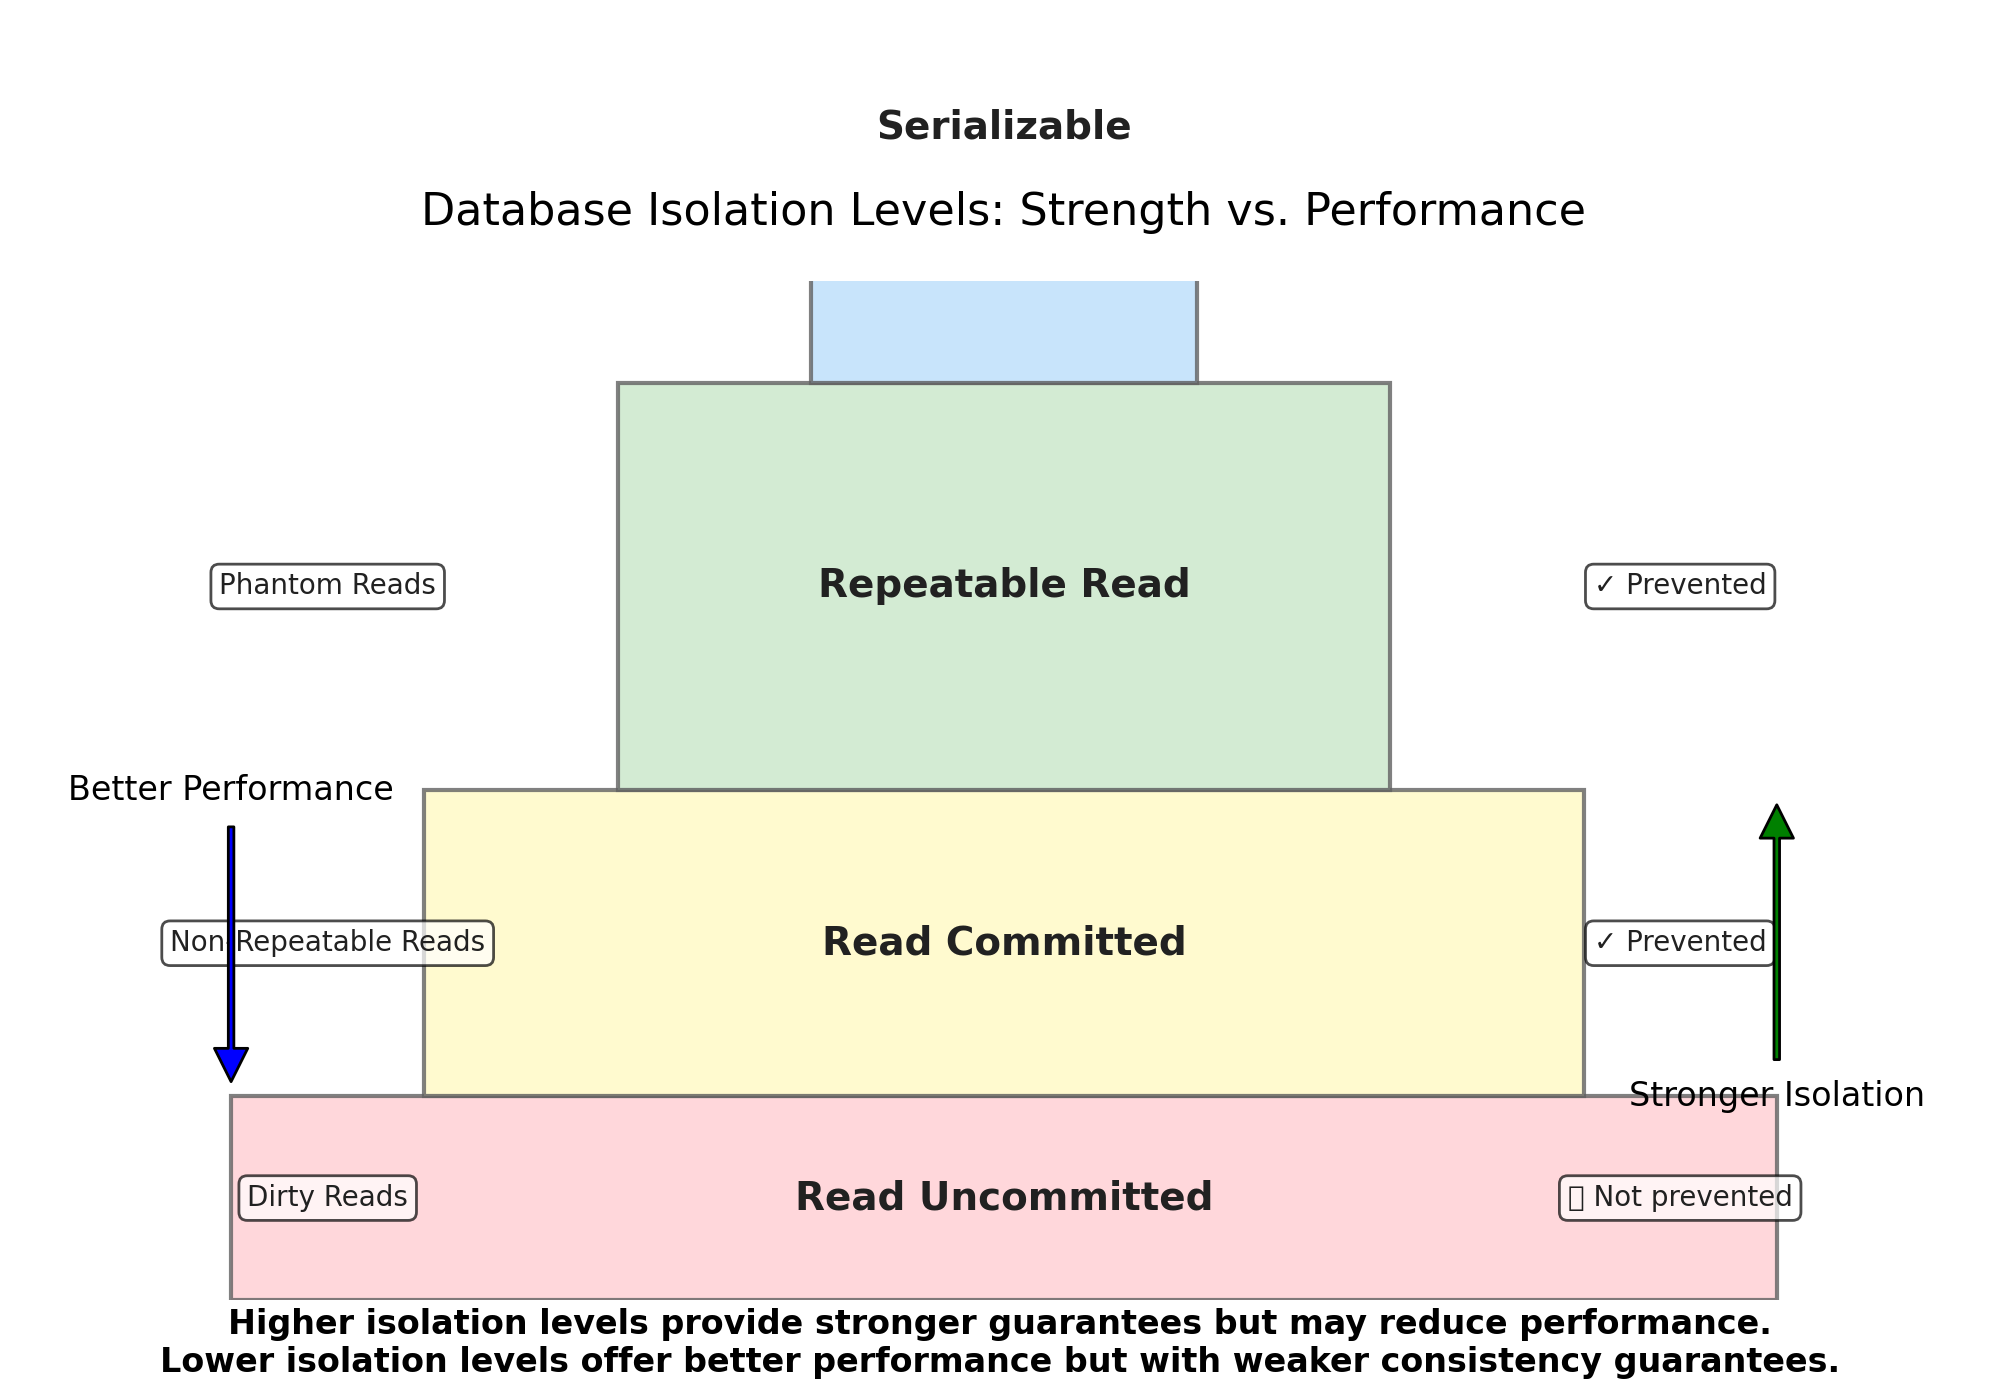 Serializable
Database Isolation Levels: Strength vs. Performance
Phantom Reads
Repeatable Read
✓ Prevented
Better Performance
Non-Repeatable Reads
Read Committed
✓ Prevented
Stronger Isolation
Dirty Reads
Read Uncommitted
Not prevented
Higher isolation levels provide stronger guarantees but may reduce performance.
Lower isolation levels offer better performance but with weaker consistency guarantees.